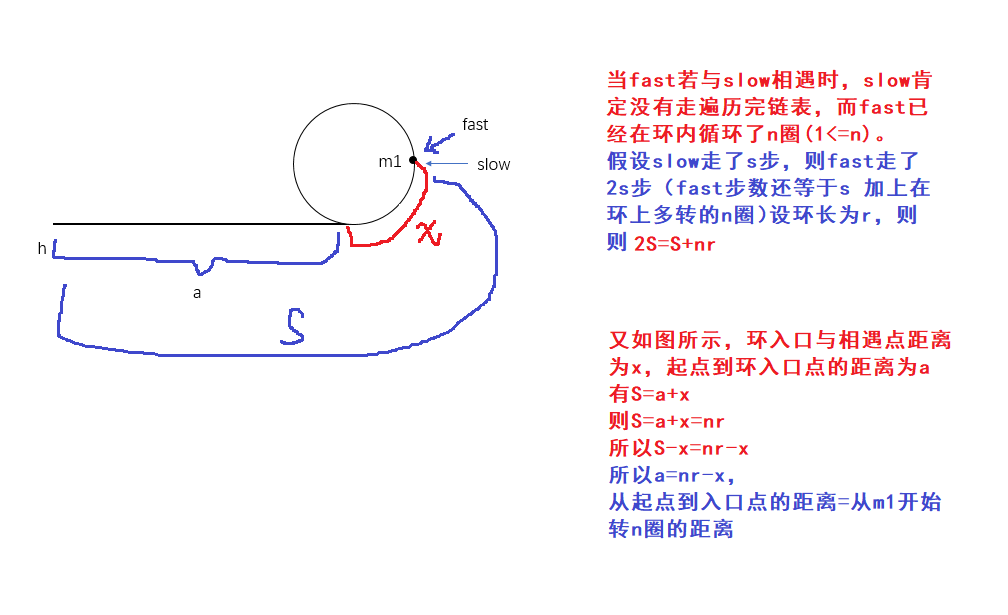 fast
m1
slow
x
h
a
S
当fast若与slow相遇时，slow肯
定没有走遍历完链表，而fast已
经在环内循环了n圈(1<=n)。
假设slow走了s步，则fast走了
2s步（fast步数还等于s 加上在
环上多转的n圈)设环长为r，则
则 2S=S+nr
又如图所示，环入口与相遇点距离
为x，起点到环入口点的距离为a
有S=a+x
则S=a+x=nr
所以S-x=nr-x
所以a=nr-x，
从起点到入口点的距离=从m1开始
转n圈的距离